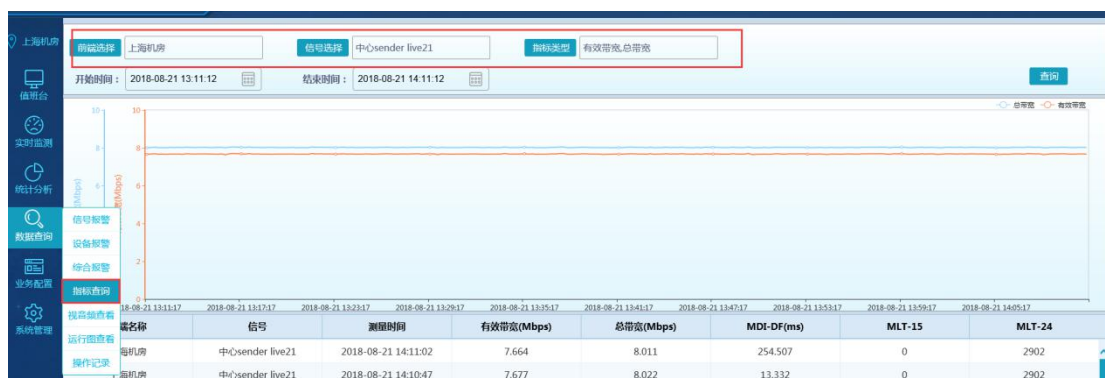 上海机房
前端选择 上海机房 信号选择 中心sender live21 指标类型 有效带宽,总带宽
开始时间： 2018-08-21 13:11:12 结束时间： 2018-08-21 14:11:12 查询
值班台
实时监测
统计分析
数据查询
业务配置
系统管理
信号报警
设备报警
综合报警
指标查询
视音频查看
运行图查看
操作记录
总带宽 有效带宽
10 10
8 8
6 6
4
2
0
(Mbps)
宽(Mbps)
18-08-21 13:11:17 2018-08-21 13:17:17 2018-08-21 13:23:17 2018-08-21 13:29:17 2018-08-21 13:35:17 2018-08-21 13:41:17 2018-08-21 13:47:17 2018-08-21 13:53:17 2018-08-21 13:59:17 2018-08-21 14:05:17
端名称 信号 测量时间 有效带宽(Mbps) 总带宽(Mbps) MDI-DF(ms) MLT-15 MLT-24
海机房 中心sender live21 2018-08-21 14:11:02 7.664 8.011 254.507 0 2902
海机房 中心sender live21 2018-08-21 14:10:47 7.677 8.022 13.332 0 2902